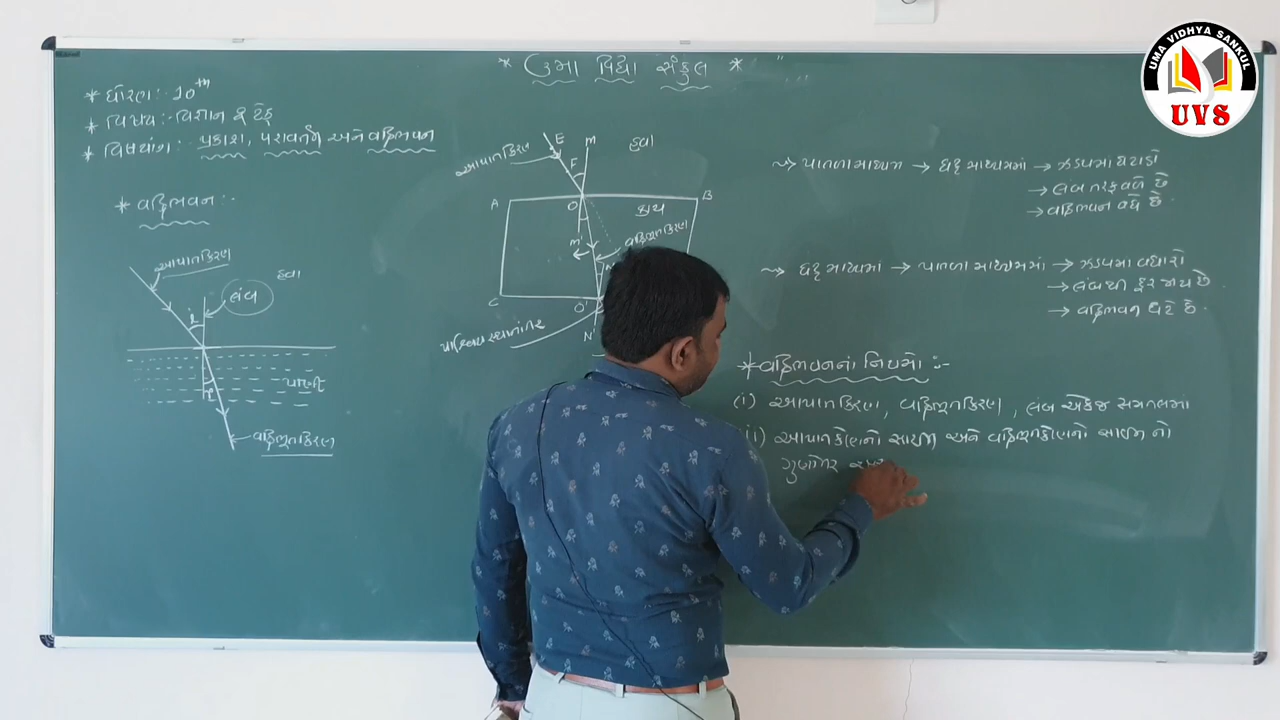 * ઉમા વિદ્યા સંકુલ *
UMA VIDHYA SANKUL
UVS
* ધોરણ :- 10th
* વિષય :- વિજ્ઞાન & ટેક
* વિષયાંગ :- પ્રકાશ, પરાવર્તન અને વક્રીભવન
* વક્રીભવન :-
આપાતકિરણ
હવા
લંબ
i
પાણી
r
વક્રીભૂતકિરણ
E
M
હવા
આપાતકિરણ
F
A
O
કાચ
B
M'
વક્રીભૂતકિરણ
C
O'
N'
→ પાતળા માધ્યમ → ઘટ્ટ માધ્યમમાં → ઝડપમાં ઘટાડો
→ લંબ તરફ વળે છે
→ વક્રીભવન વધે છે.
→ ઘટ્ટ માધ્યમમાં → પાતળા માધ્યમમાં → ઝડપમાં વધારો
→ લંબથી દૂર જાય છે
→ વક્રીભવન ઘટે છે.
* વક્રીભવનનાં નિયમો :-
(i) આપાતકિરણ, વક્રીભૂતકિરણ, લંબ એકજ સમતલમાં
(ii) આપાતકોણનો સાઈન અને વક્રીભૂતકોણનો સાઈન નો
ગુણોત્તર